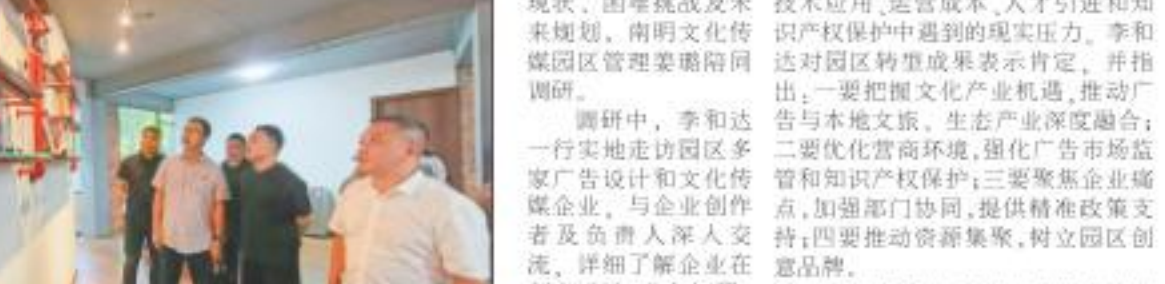 现状、困难挑战及未
来规划。南明文化传
媒园区管理姜璐陪同
调研。
调研中，李和达
一行实地走访园区多
家广告设计和文化传
媒企业，与企业创作
者及负责人深入交
流，详细了解企业在
技术应用、运营成本、人才引进和知
识产权保护中遇到的现实压力。李和
达对园区转型成果表示肯定，并指
出：一要把握文化产业机遇，推动广
告与本地文旅、生态产业深度融合；
二要优化营商环境，强化广告市场监
管和知识产权保护；三要聚焦企业痛
点，加强部门协同，提供精准政策支
持；四要推动资源集聚，树立园区创
意品牌。